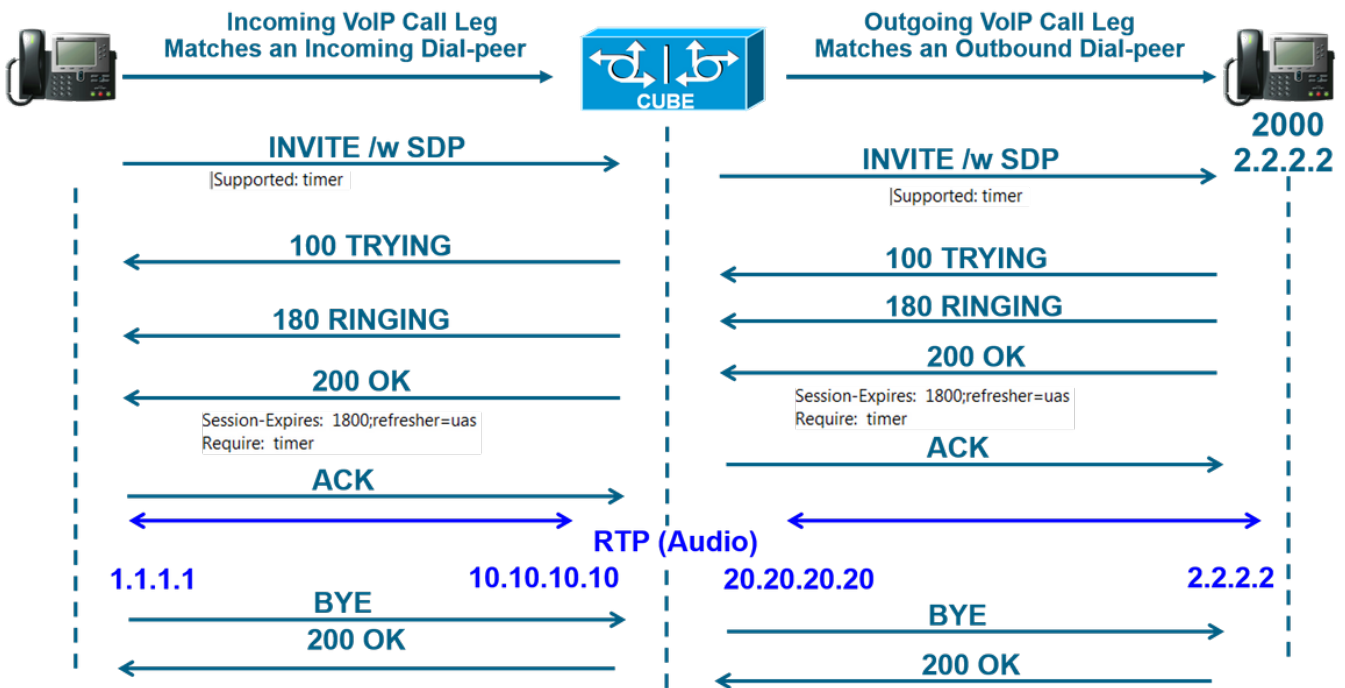 Incoming VoIP Call Leg
Matches an Incoming Dial-peer
Outgoing VoIP Call Leg
Matches an Outbound Dial-peer
CUBE
2000
2.2.2.2
INVITE /w SDP
|Supported: timer
INVITE /w SDP
|Supported: timer
100 TRYING
100 TRYING
180 RINGING
180 RINGING
200 OK
Session-Expires: 1800;refresher=uas
Require: timer
200 OK
Session-Expires: 1800;refresher=uas
Require: timer
ACK
ACK
RTP (Audio)
1.1.1.1
10.10.10.10
20.20.20.20
2.2.2.2
BYE
BYE
200 OK
200 OK